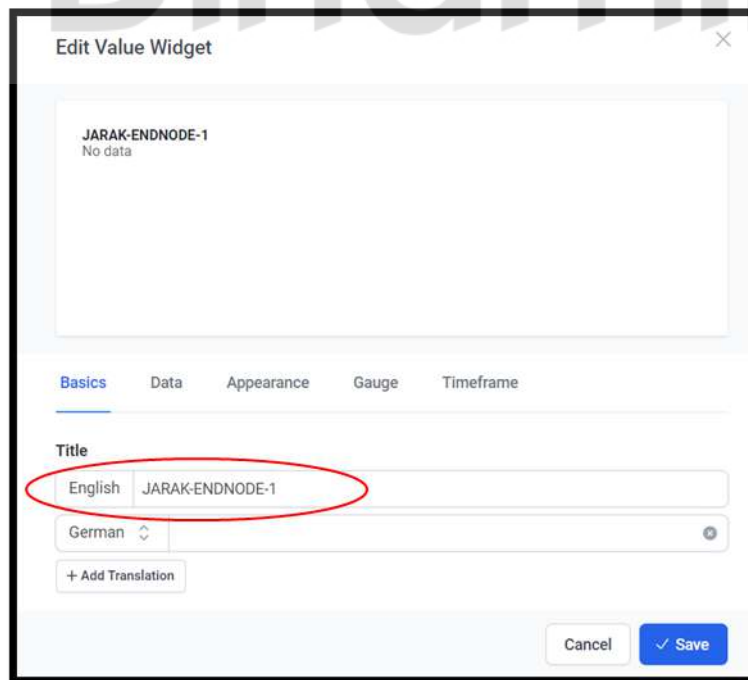 Edit Value Widget
JARAK-ENDNODE-1
No data
Basics Data Appearance Gauge Timeframe
Title
English JARAK-ENDNODE-1
German
+ Add Translation
Cancel ✓ Save